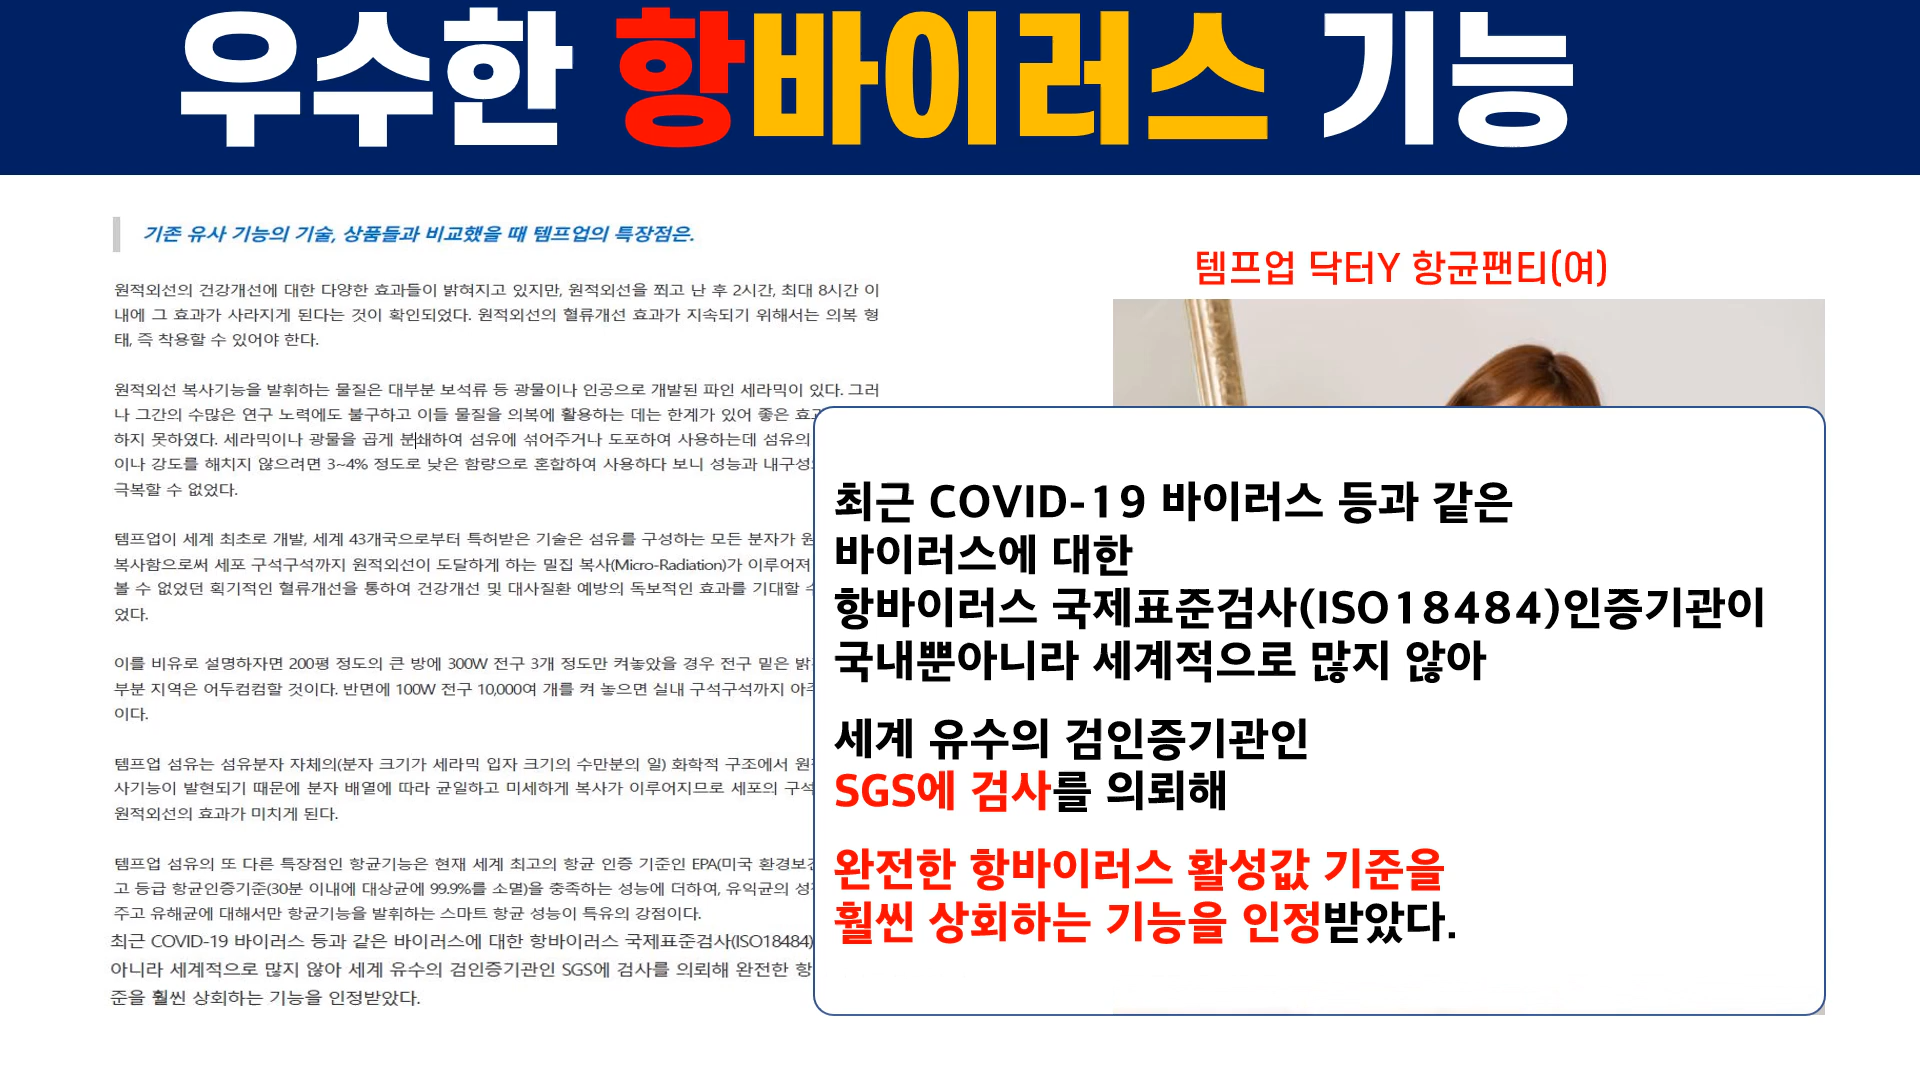 우수한 항바이러스 기능
기존 유사 기능의 기술, 상품들과 비교했을 때 템프업의 특장점은.
원적외선의 건강개선에 대한 다양한 효과들이 밝혀지고 있지만, 원적외선을 쬐고 난 후 2시간, 최대 8시간 이
내에 그 효과가 사라지게 된다는 것이 확인되었다. 원적외선의 혈류개선 효과가 지속되기 위해서는 의복 형
태, 즉 착용할 수 있어야 한다.
원적외선 복사기능을 발휘하는 물질은 대부분 보석류 등 광물이나 인공으로 개발된 파인 세라믹이 있다. 그러
나 그간의 수많은 연구 노력에도 불구하고 이들 물질을 의복에 활용하는 데는 한계가 있어 좋은
하지 못하였다. 세라믹이나 광물을 곱게 분쇄하여 섬유에 섞어주거나 도포하여 사용하는데 섬유의
이나 강도를 해치지 않으려면 3~4% 정도로 낮은 함량으로 혼합하여 사용하다 보니 성능과
극복할 수 없었다.
템프업이 세계 최초로 개발, 세계 43개국으로부터 특허받은 기술은 섬유를 구성하는 모든 분자가
복사함으로써 세포 구석구석까지 원적외선이 도달하게 하는 밀집 복사(Micro-Radiation)가 이루어져
볼 수 없었던 획기적인 혈류개선을 통하여 건강개선 및 대사질환 예방의 독보적인 효과를 기대할
었다.
이를 비유로 설명하자면 200평 정도의 큰 방에 300W 전구 3개 정도만 켜놓았을 경우 전구 밑은
부분 지역은 어두컴컴할 것이다. 반면에 100W 전구 10,000여 개를 켜 놓으면 실내 구석구석까지
이다.
템프업 섬유는 섬유분자 자체의(분자 크기가 세라믹 입자 크기의 수만분의 일) 화학적 구조에서
사기능이 발현되기 때문에 분자 배열에 따라 균일하고 미세하게 복사가 이루어지므로 세포의
원적외선의 효과가 미치게 된다.
템프업 섬유의 또 다른 특장점인 항균기능은 현재 세계 최고의 항균 인증 기준인 EPA(미국
고 등급 항균인증기준(30분 이내에 대상균에 99.9%를 소멸)을 충족하는 성능에 더하여, 유익균의
주고 유해균에 대해서만 항균기능을 발휘하는 스마트 항균 성능이 특유의 강점이다.
최근 COVID-19 바이러스 등과 같은 바이러스에 대한 항바이러스 국제표준검사(ISO18484)
아니라 세계적으로 많지 않아 세계 유수의 검인증기관인 SGS에 검사를 의뢰해 완전한 항
준을 훨씬 상회하는 기능을 인정받았다.
템프업 닥터Y 항균팬티(여)
최근 COVID-19 바이러스 등과 같은
바이러스에 대한
항바이러스 국제표준검사(ISO18484)인증기관이
국내뿐아니라 세계적으로 많지 않아
세계 유수의 검인증기관인
SGS에 검사를 의뢰해
완전한 항바이러스 활성값 기준을
훨씬 상회하는 기능을 인정받았다.